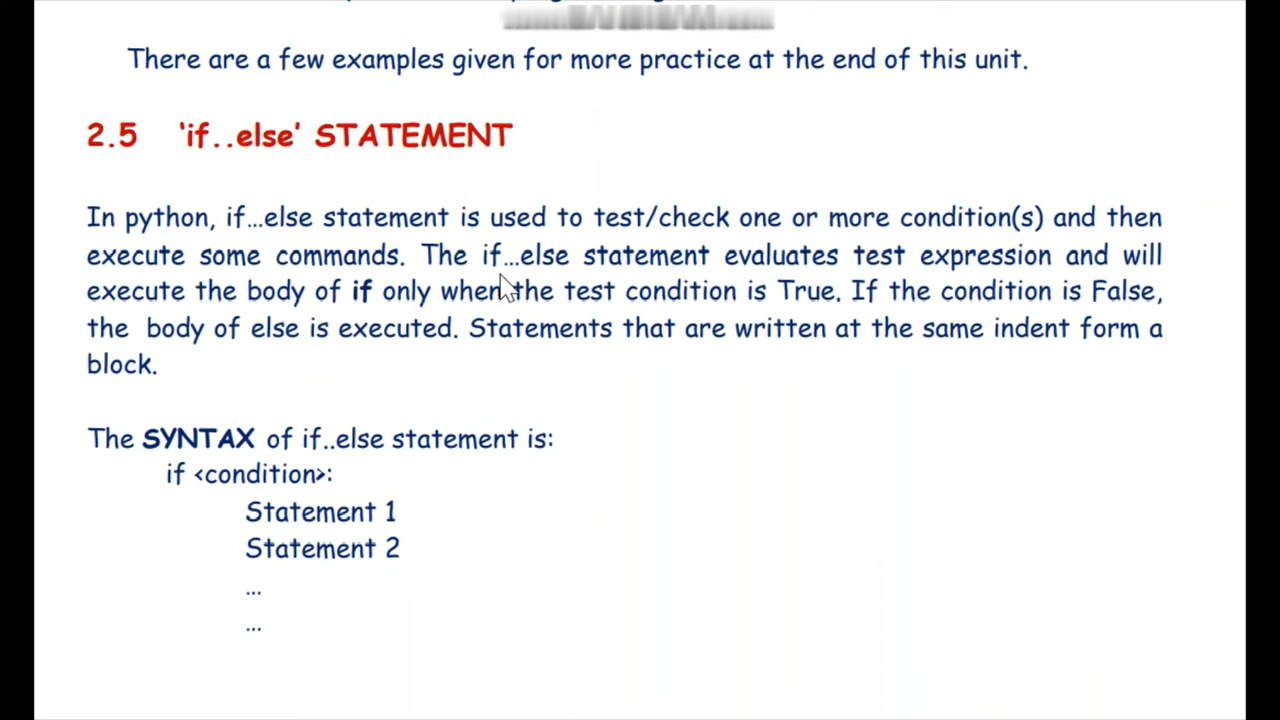 There are a few examples given for more practice at the end of this unit.
2.5 ‘if..else’ STATEMENT
In python, if…else statement is used to test/check one or more condition(s) and then
execute some commands. The if…else statement evaluates test expression and will
execute the body of if only when the test condition is True. If the condition is False,
the body of else is executed. Statements that are written at the same indent form a
block.
The SYNTAX of if..else statement is:
if <condition>:
Statement 1
Statement 2
…
…